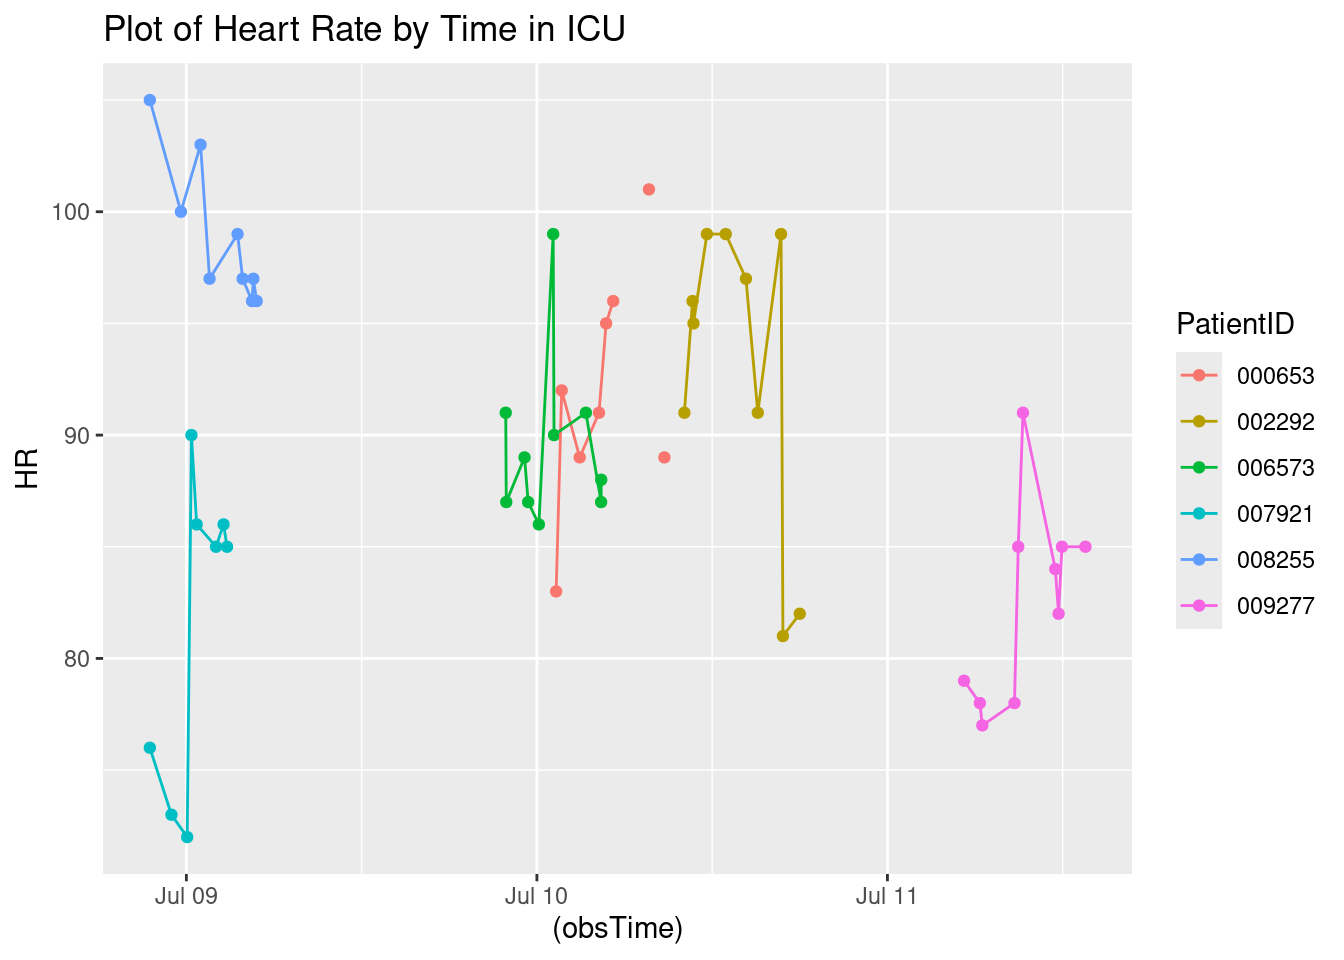 Plot of Heart Rate by Time in ICU
HR
100
90
80
Jul 09
Jul 10
Jul 11
(obsTime)
PatientID
000653
002292
006573
007921
008255
009277